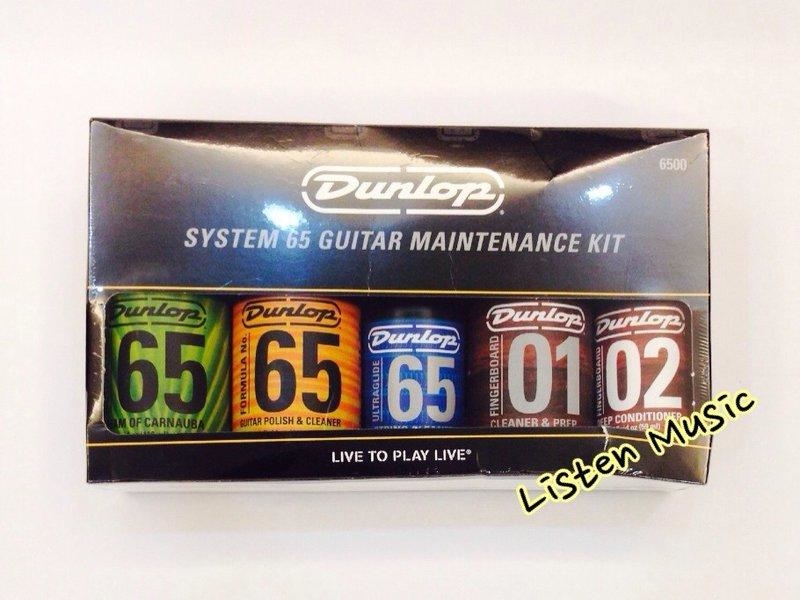 Dunlop
6500
SYSTEM 65 GUITAR MAINTENANCE KIT
Dunlop
65
OF CARNAUBA
Dunlop
FORMULA No.
65
GUITAR POLISH & CLEANER
Dunlop
ULTRAGLIDE
65
Dunlop
FINGERBOARD
01
CLEANER & PREP
Dunlop
FINGERBOARD
02
DEEP CONDITIONER
LIVE TO PLAY LIVE®
Listen Music